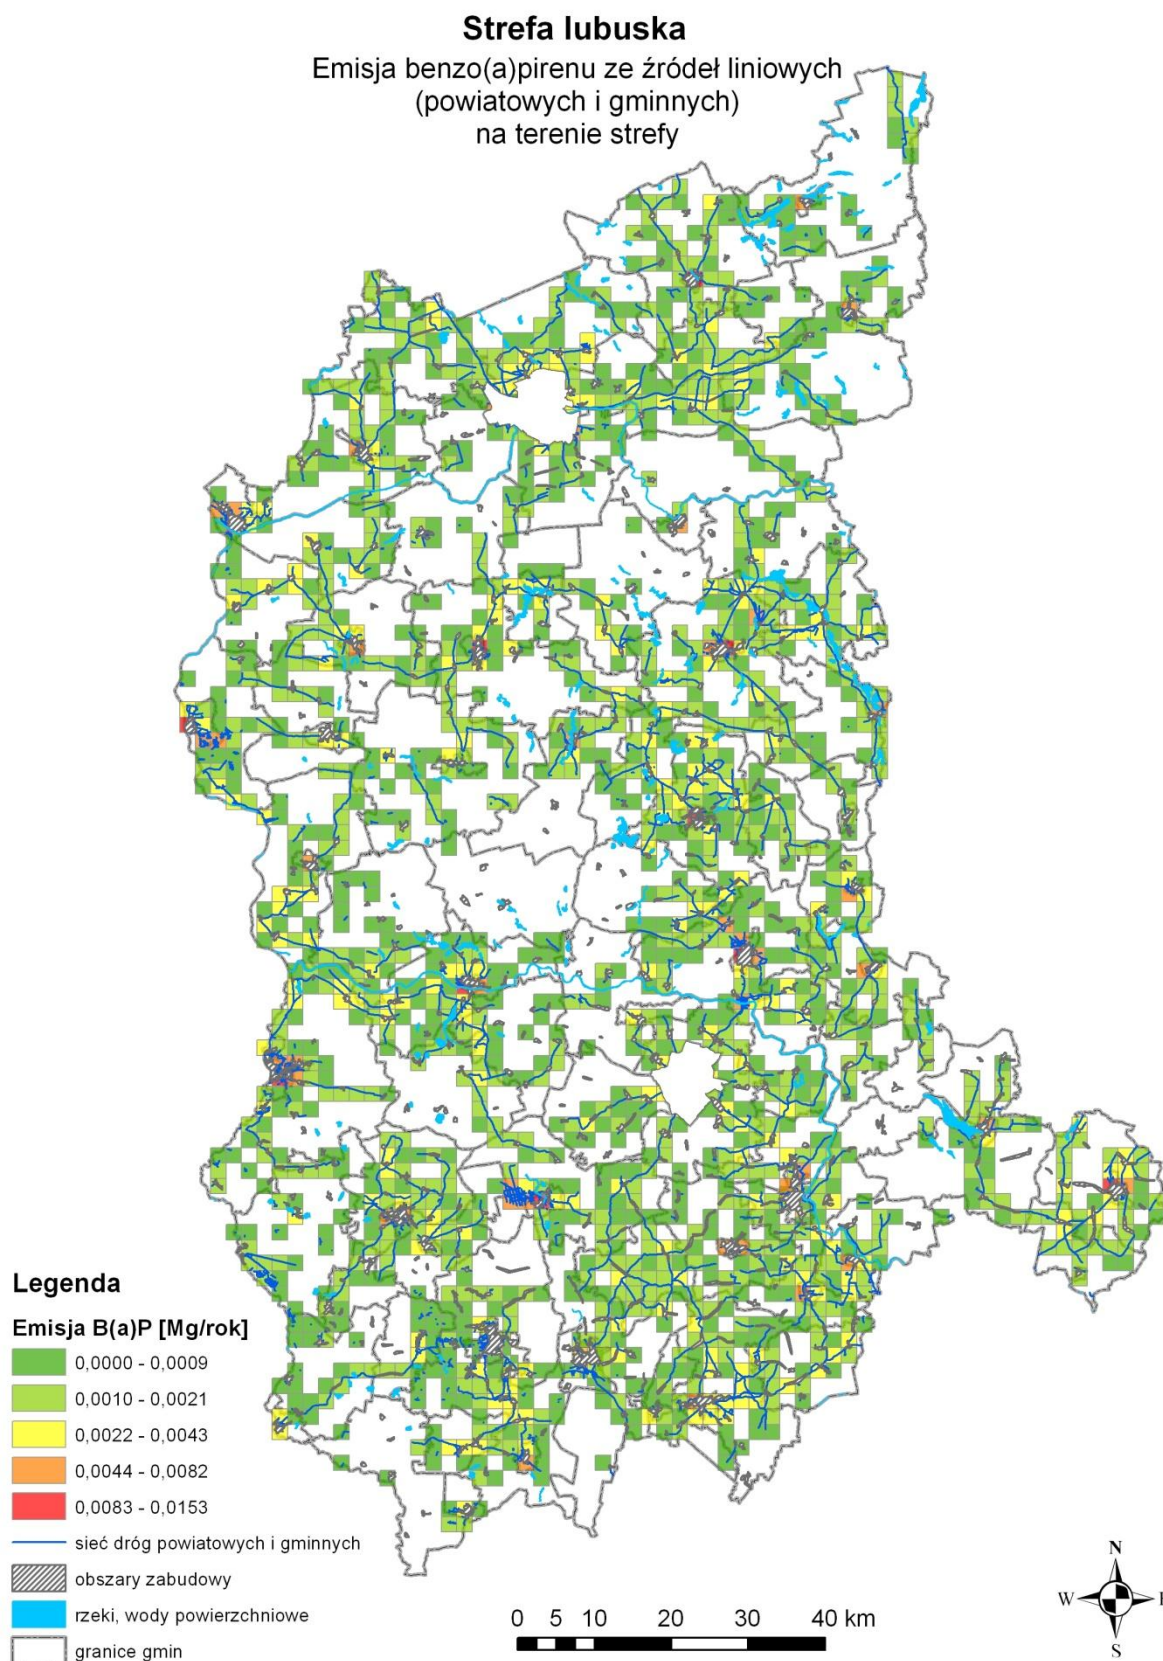 Strefa lubuska
Emisja benzo(a)pirenu ze źródeł liniowych
(powiatowych i gminnych)
na terenie strefy
Legenda
Emisja B(a)P [Mg/rok]
0,0000 - 0,0009
0,0010 - 0,0021
0,0022 - 0,0043
0,0044 - 0,0082
0,0083 - 0,0153
sieć dróg powiatowych i gminnych
obszary zabudowy
rzeki, wody powierzchniowe
granice gmin
0 5 10 20 30 40 km
N
W E
S